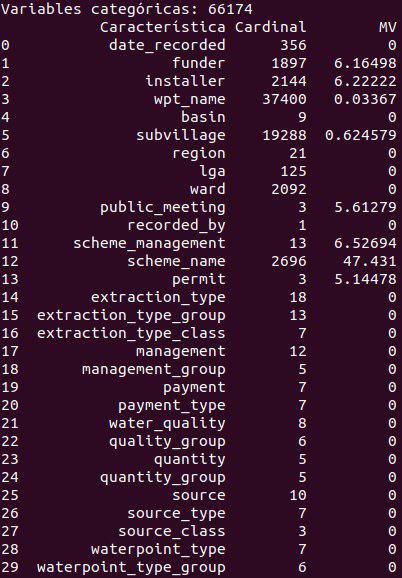 Variables categóricas: 66174
Característica Cardinal MV
0 date_recorded 356 0
1 funder 1897 6.16498
2 installer 2144 6.22222
3 wpt_name 37400 0.03367
4 basin 9 0
5 subvillage 19288 0.624579
6 region 21 0
7 lga 125 0
8 ward 2092 0
9 public_meeting 3 5.61279
10 recorded_by 1 0
11 scheme_management 13 6.52694
12 scheme_name 2696 47.431
13 permit 3 5.14478
14 extraction_type 18 0
15 extraction_type_group 13 0
16 extraction_type_class 7 0
17 management 12 0
18 management_group 5 0
19 payment 7 0
20 payment_type 7 0
21 water_quality 8 0
22 quality_group 6 0
23 quantity 5 0
24 quantity_group 5 0
25 source 10 0
26 source_type 7 0
27 source_class 3 0
28 waterpoint_type 7 0
29 waterpoint_type_group 6 0